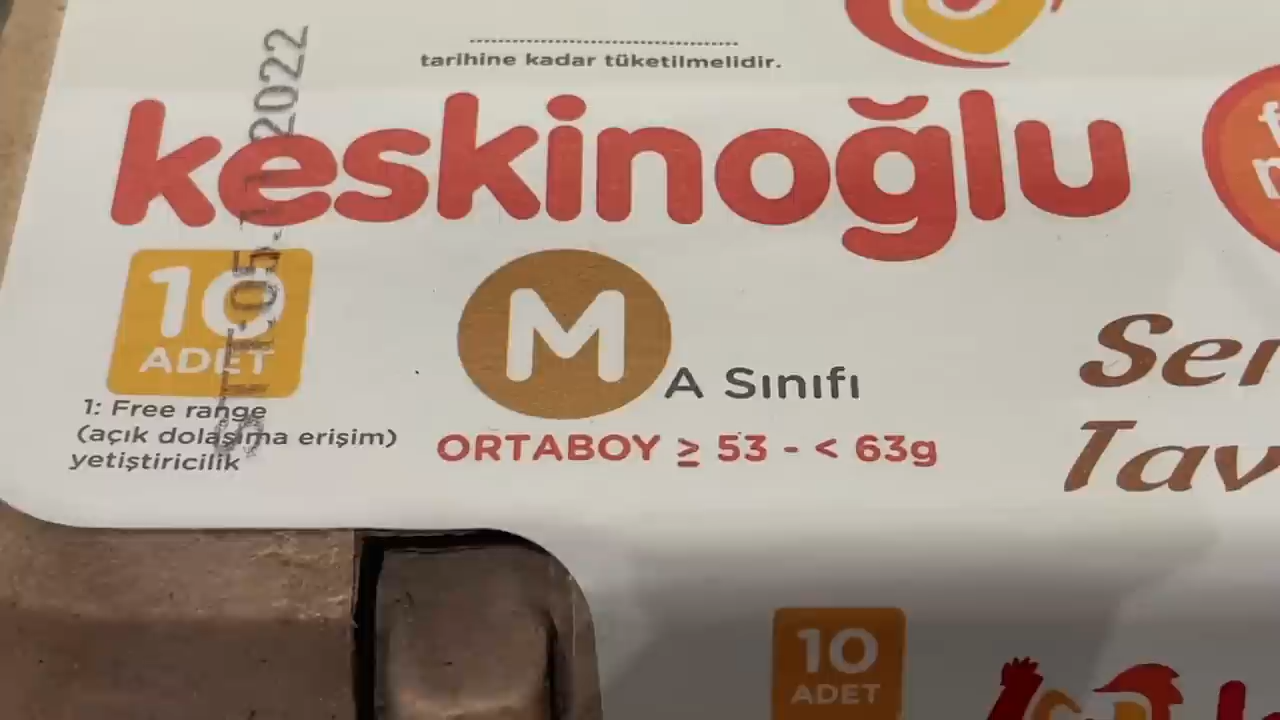 tarihine kadar tüketilmelidir.
keskinoğlu
10
ADET
M
A Sınıfı
1: Free range
(açık dolaşıma erişim)
yetiştiricilik
ORTABOY ≥ 53 - < 63g
Ser
Tav
10
ADET